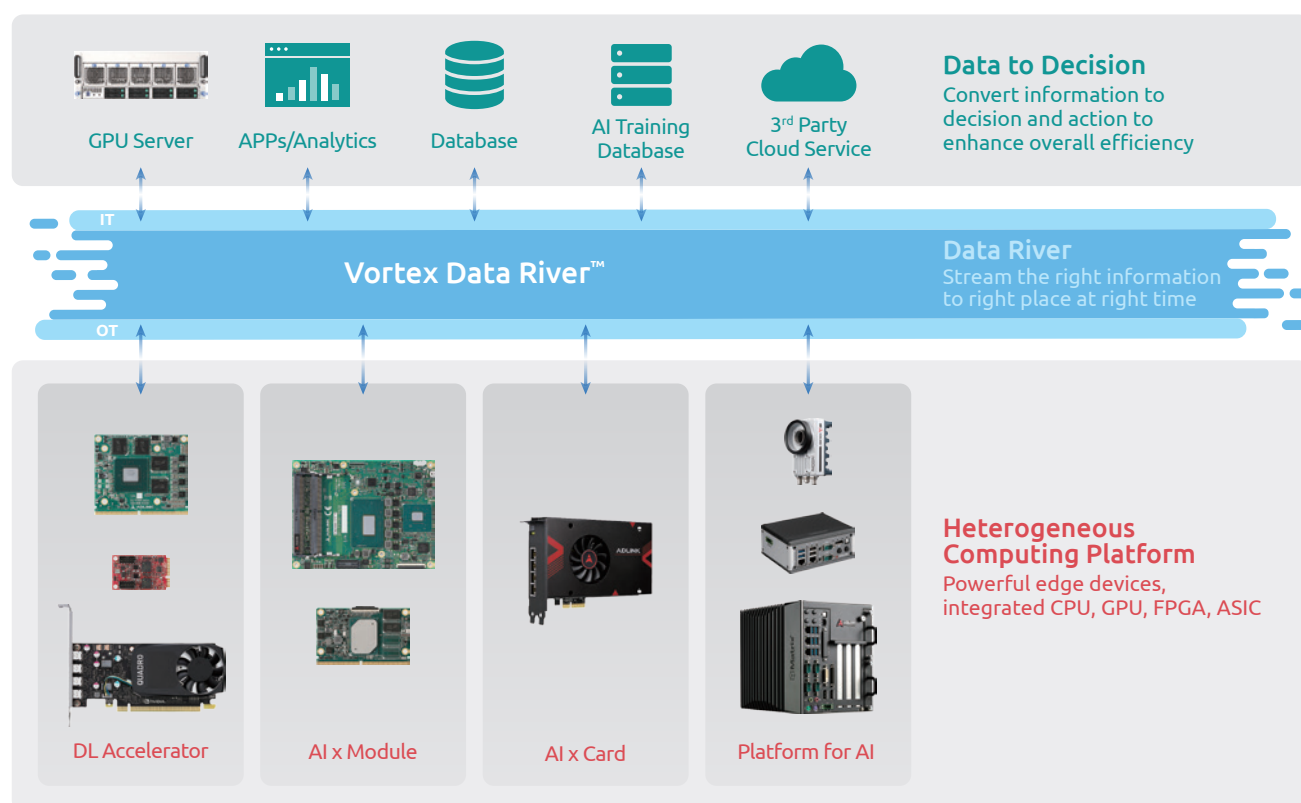 GPU Server
APPs/Analytics
Database
AI Training
Database
3rd Party
Cloud Service
Data to Decision
Convert information to
decision and action to
enhance overall efficiency
IT
Vortex Data River™
Data River
Stream the right information
to right place at right time
OT
QUADRO
ADLINK
DL Accelerator
AI x Module
AI x Card
Platform for AI
Heterogeneous
Computing Platform
Powerful edge devices,
integrated CPU, GPU, FPGA, ASIC